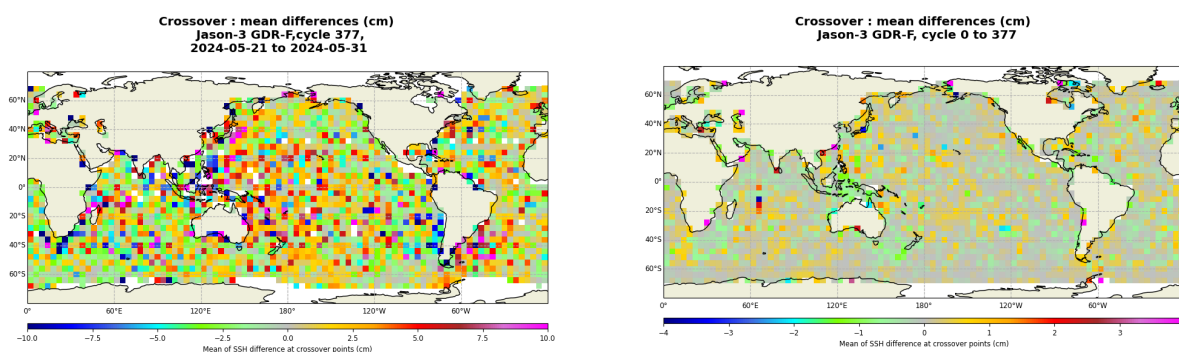 Crossover : mean differences (cm)
Jason-3 GDR-F,cycle 377,
2024-05-21 to 2024-05-31
60°N
40°N
20°N
0°
20°S
40°S
60°S
0°E
60°E
120°E
180°W
120°W
60°W
−10.0 −7.5 −5.0 −2.5 0.0 2.5 5.0 7.5 10.0
Mean of SSH difference at crossover points (cm)
Crossover : mean differences (cm)
Jason-3 GDR-F, cycle 0 to 377
60°N
40°N
20°N
0°
20°S
40°S
60°S
0°E
60°E
120°E
180°W
120°W
60°W
−4 −3 −2 −1 0 1 2 3
Mean of SSH difference at crossover points (cm)